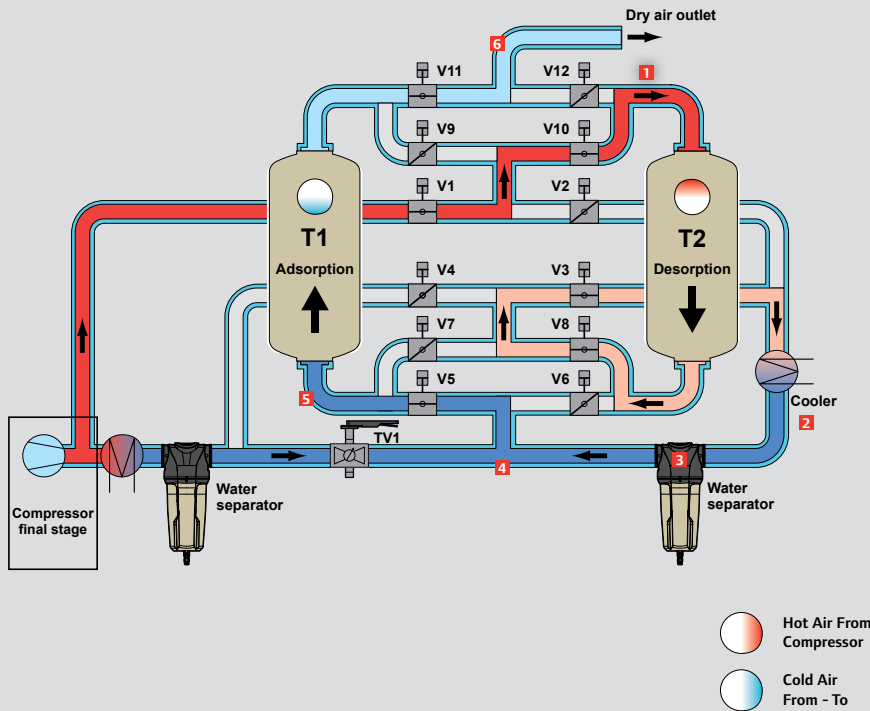 Dry air outlet
6
V11
V12
1
V9
V10
V1
V2
T1
Adsorption
T2
Desorption
V4
V3
V7
V8
5
V5
V6
Cooler
2
TV1
4
3
Compressor
final stage
Water
separator
Water
separator
Hot Air From
Compressor
Cold Air
From - To